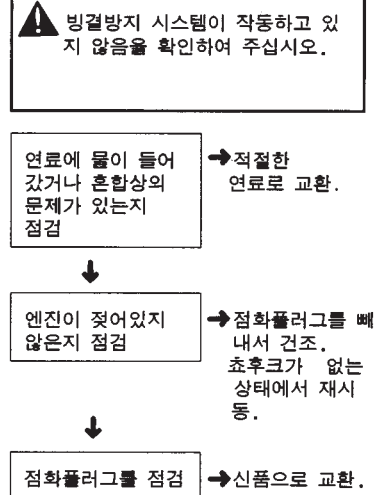 빙결방지 시스템이 작동하고 있
지 않음을 확인하여 주십시오.
연료에 물이 들어
갔거나 혼합상의
문제가 있는지
점검
➔적절한
연료로 교환.
엔진이 젖어있지
않은지 점검
➔점화플러그를 빼
내서 건조.
쵸후크가 없는
상태에서 재시
동.
점화플러그를 점검
➔신품으로 교환.